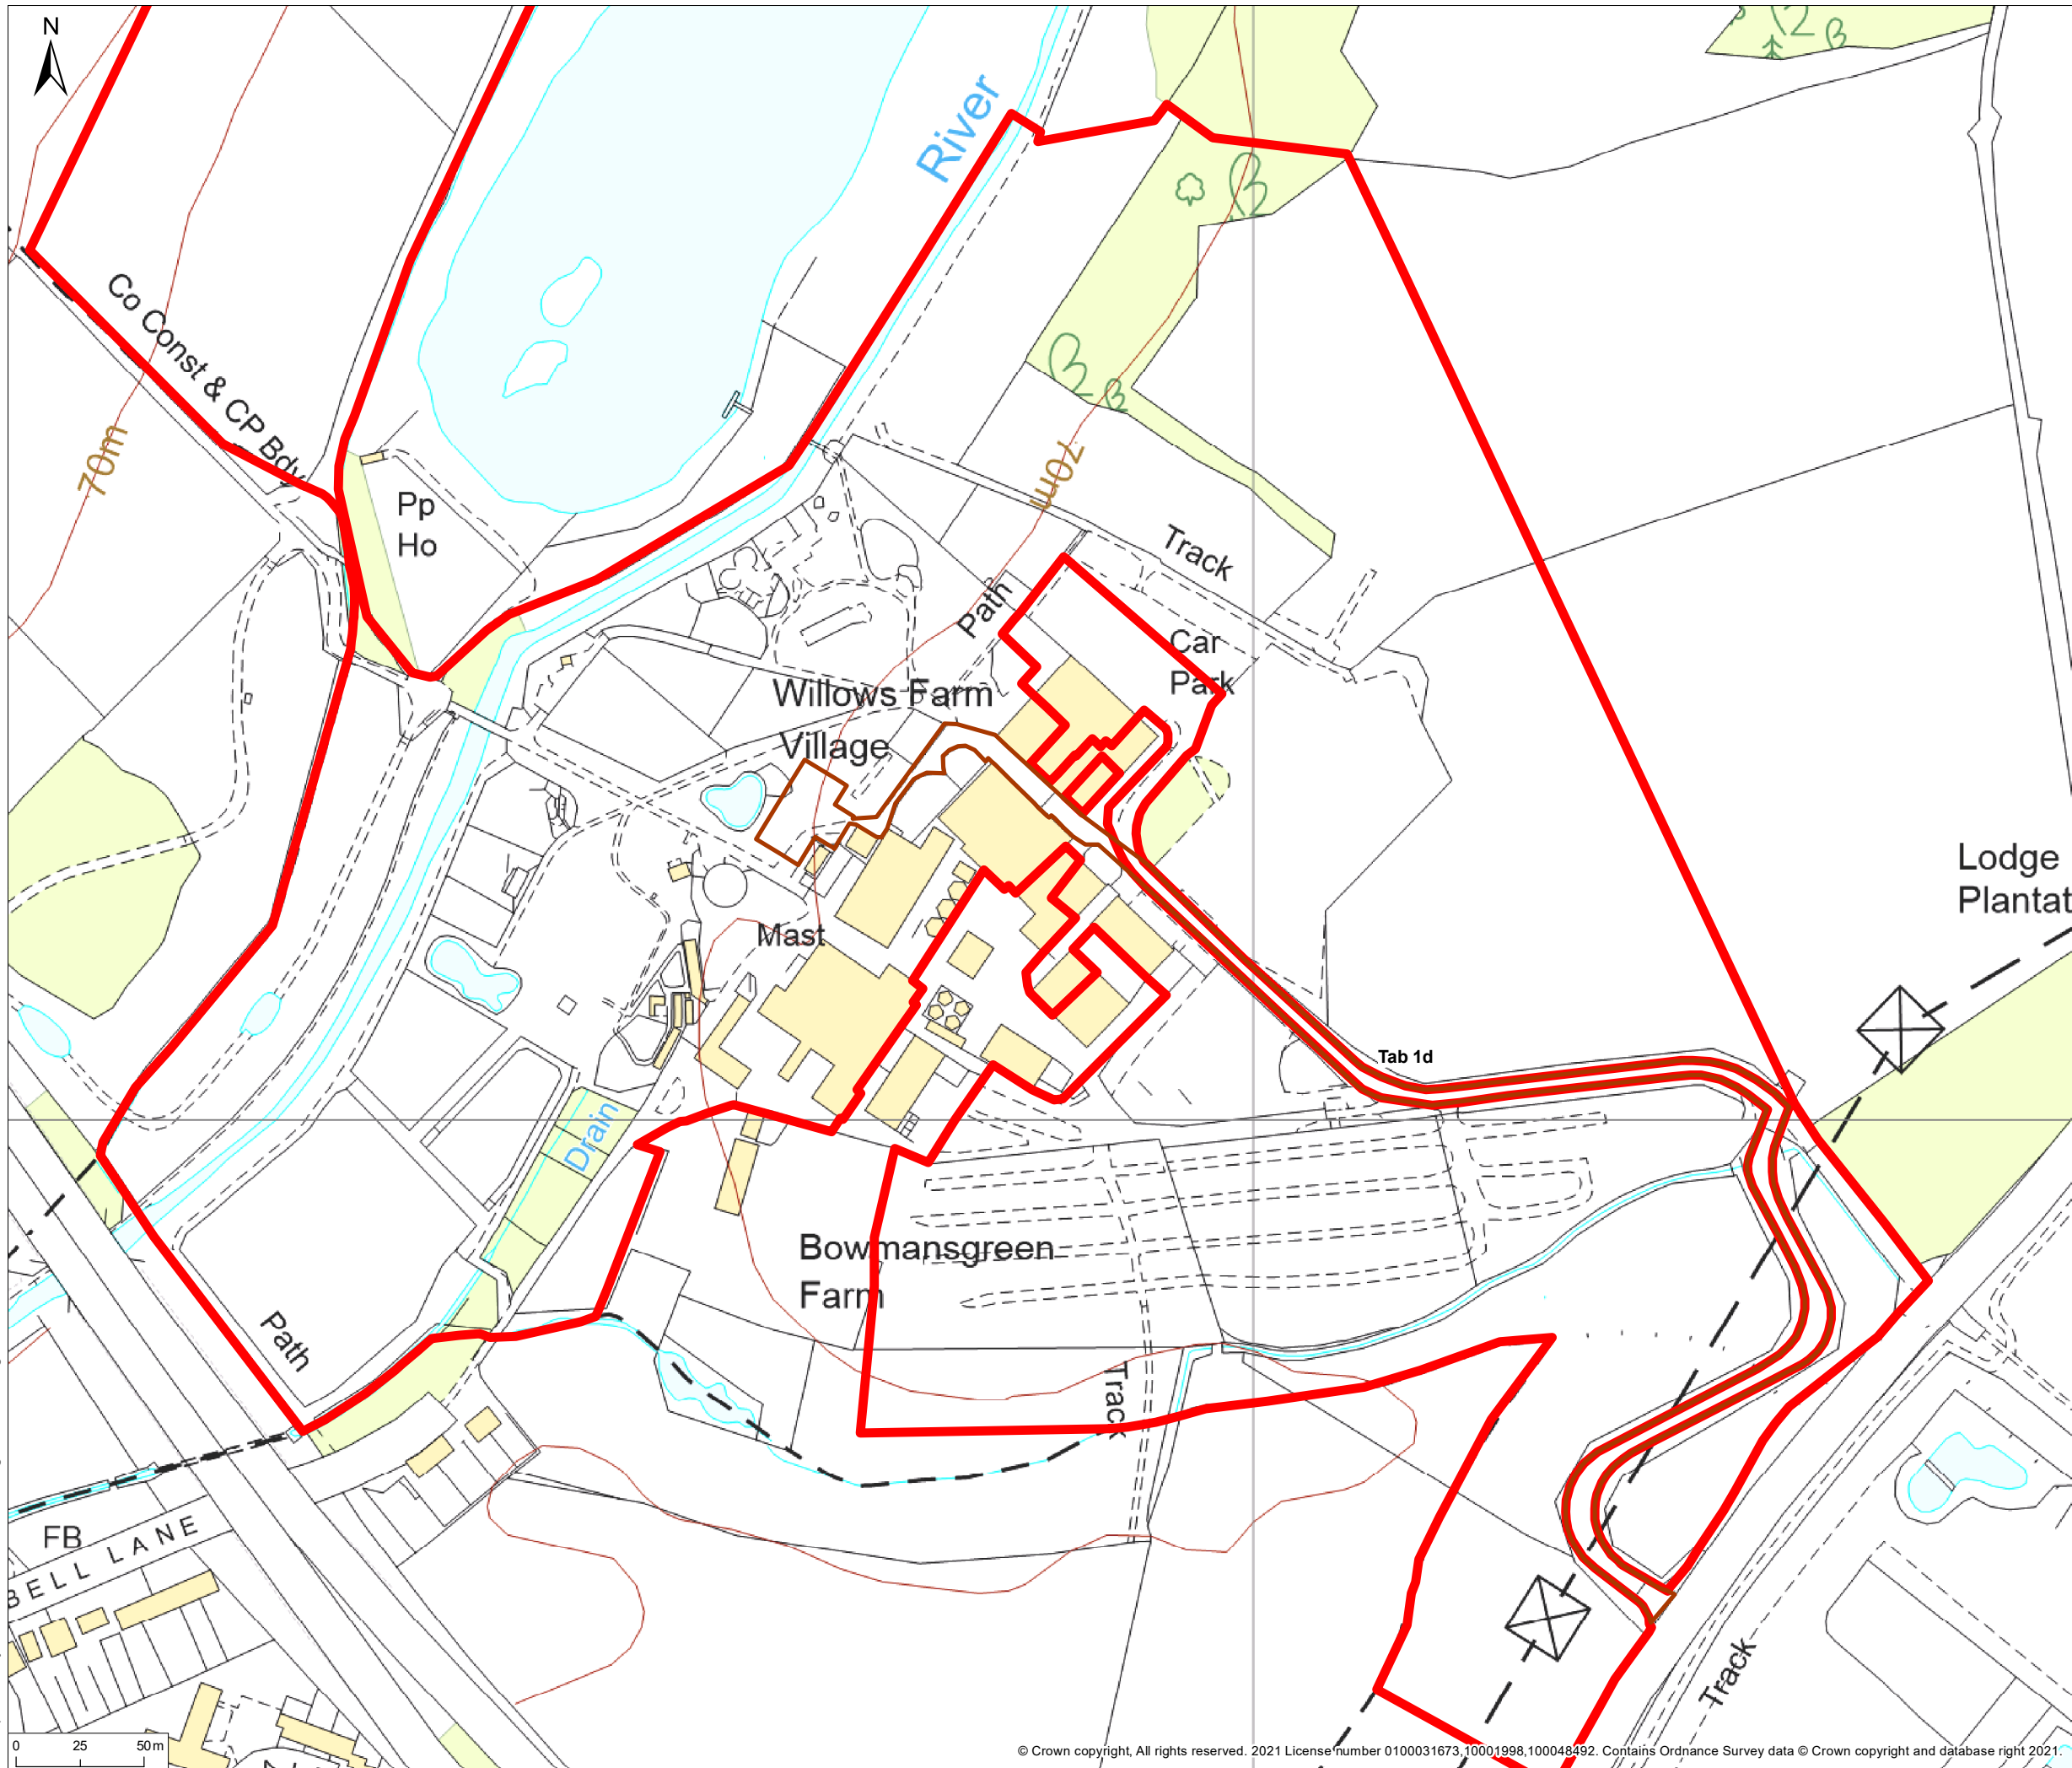 N
River
Co Const & CP Bdy
70m
Pp
Ho
70m
Track
Path
Car
Park
Willows Farm
Village
Lodge
Plantat
Mast
Tab 1d
Drain
Bowmansgreen
Farm
Path
Track
FB
BELL LANE
Track
0 25 50 m
© Crown copyright, All rights reserved. 2021 License number 0100031673,10001998,100048492. Contains Ordnance Survey data © Crown copyright and database right 2021.